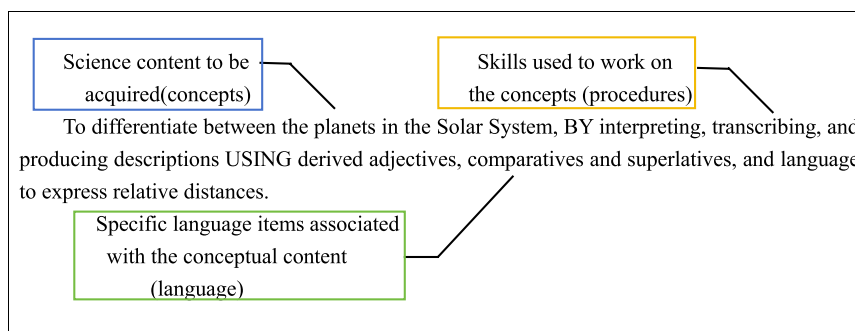 Science content to be
acquired(concepts)
Skills used to work on
the concepts (procedures)
To differentiate between the planets in the Solar System, BY interpreting, transcribing, and
producing descriptions USING derived adjectives, comparatives and superlatives, and language
to express relative distances.
Specific language items associated
with the conceptual content
(language)